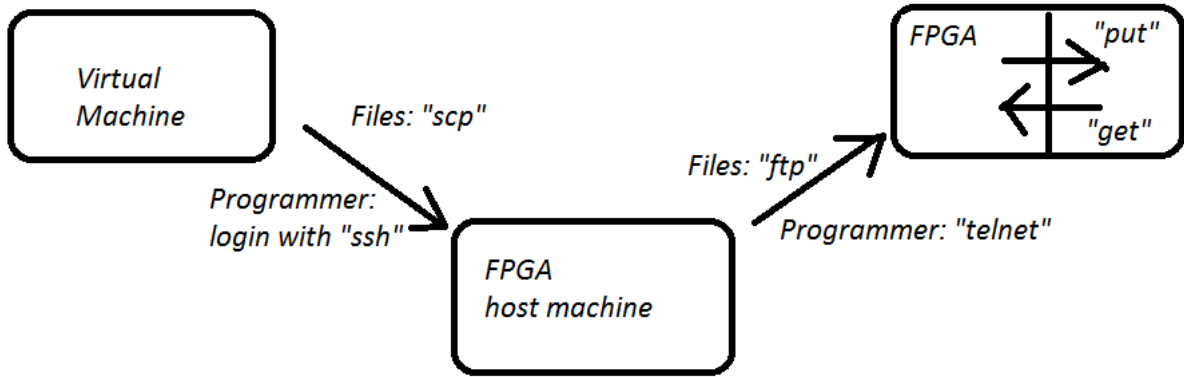 Virtual
Machine
Files: "scp"
Programmer:
login with "ssh"
FPGA
host machine
Files: "ftp"
Programmer: "telnet"
FPGA
"put"
"get"